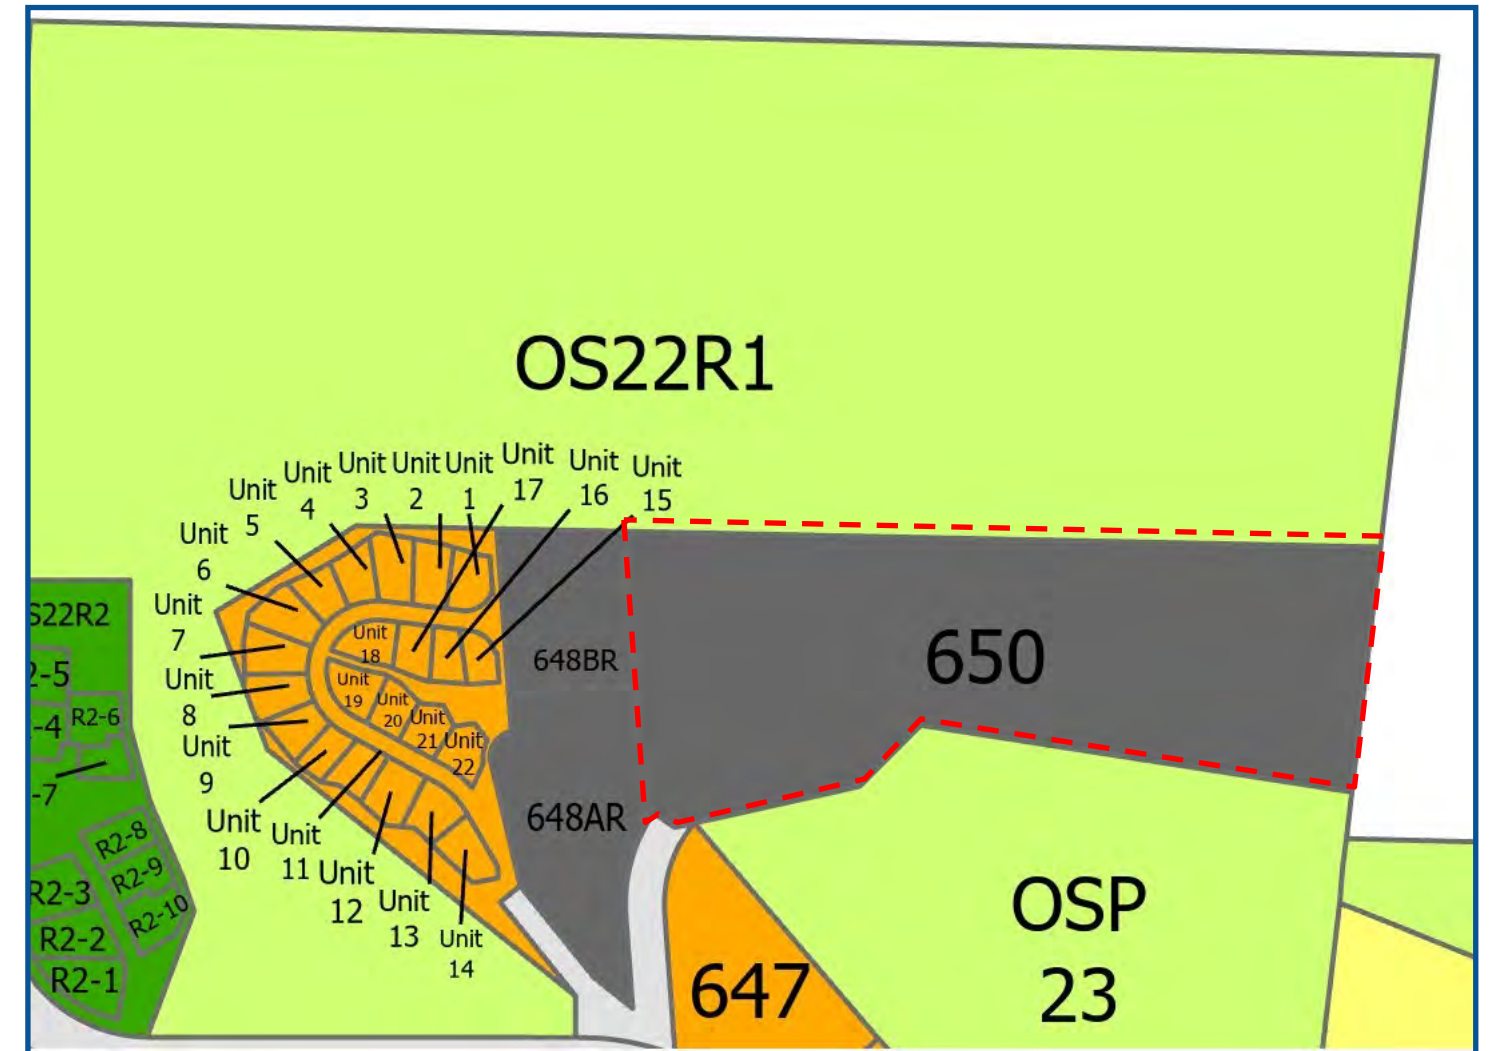 OS22R1
Unit
1
Unit
2
Unit
3
Unit
4
Unit
5
Unit
6
Unit
7
Unit
8
Unit
9
Unit
10
Unit
11
Unit
12
Unit
13
Unit
14
Unit
15
Unit
16
Unit
17
Unit
18
Unit
19
Unit
20
Unit
21
Unit
22
648BR
648AR
650
647
OSP
23
S22R2
2-5
-4
R2-6
-7
R2-8
R2-9
R2-10
R2-3
R2-2
R2-1